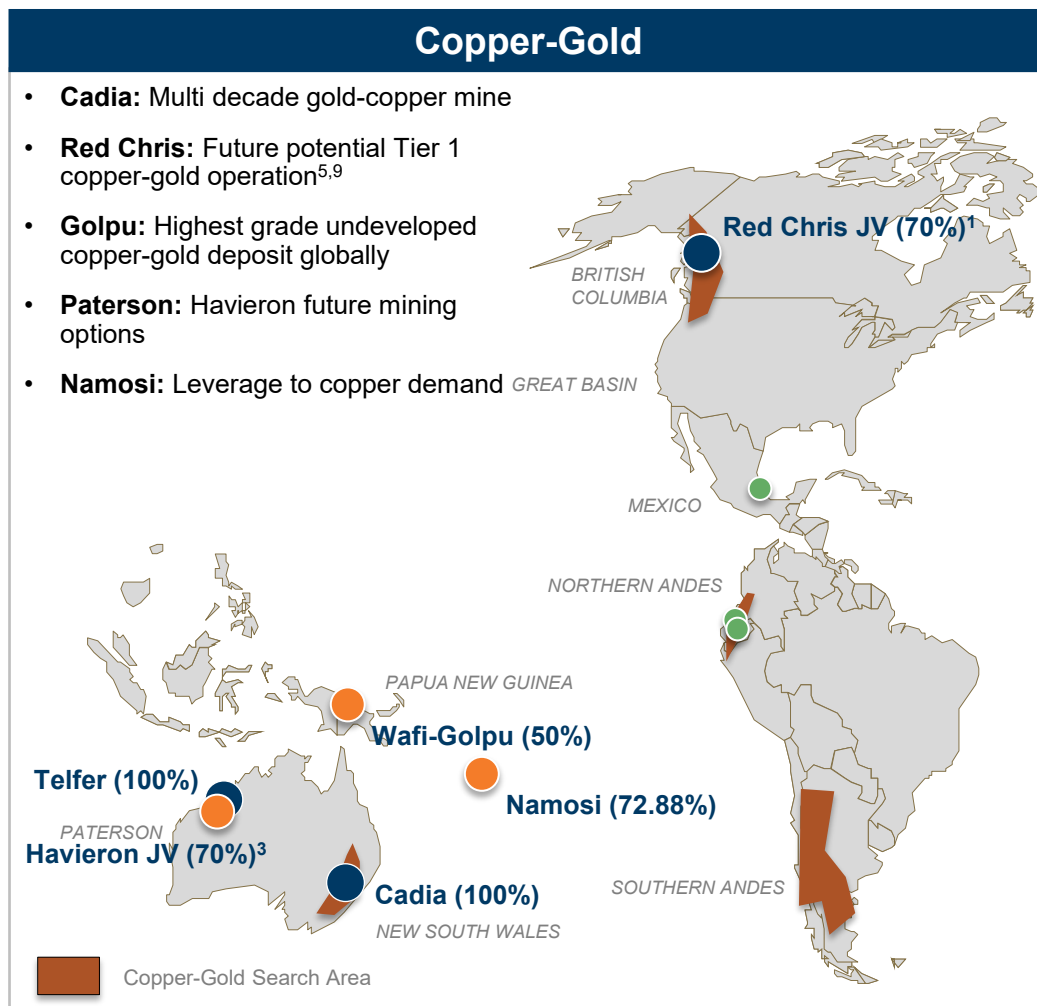 Copper-Gold
• Cadia: Multi decade gold-copper mine
• Red Chris: Future potential Tier 1
copper-gold operation5,9
• Golpu: Highest grade undeveloped
copper-gold deposit globally
• Paterson: Havieron future mining
options
• Namosi: Leverage to copper demand
Red Chris JV (70%)1
BRITISH
COLUMBIA
GREAT BASIN
MEXICO
NORTHERN ANDES
PAPUA NEW GUINEA
Wafi-Golpu (50%)
Telfer (100%)
Namosi (72.88%)
PATERSON
Havieron JV (70%)3
Cadia (100%)
SOUTHERN ANDES
NEW SOUTH WALES
Copper-Gold Search Area